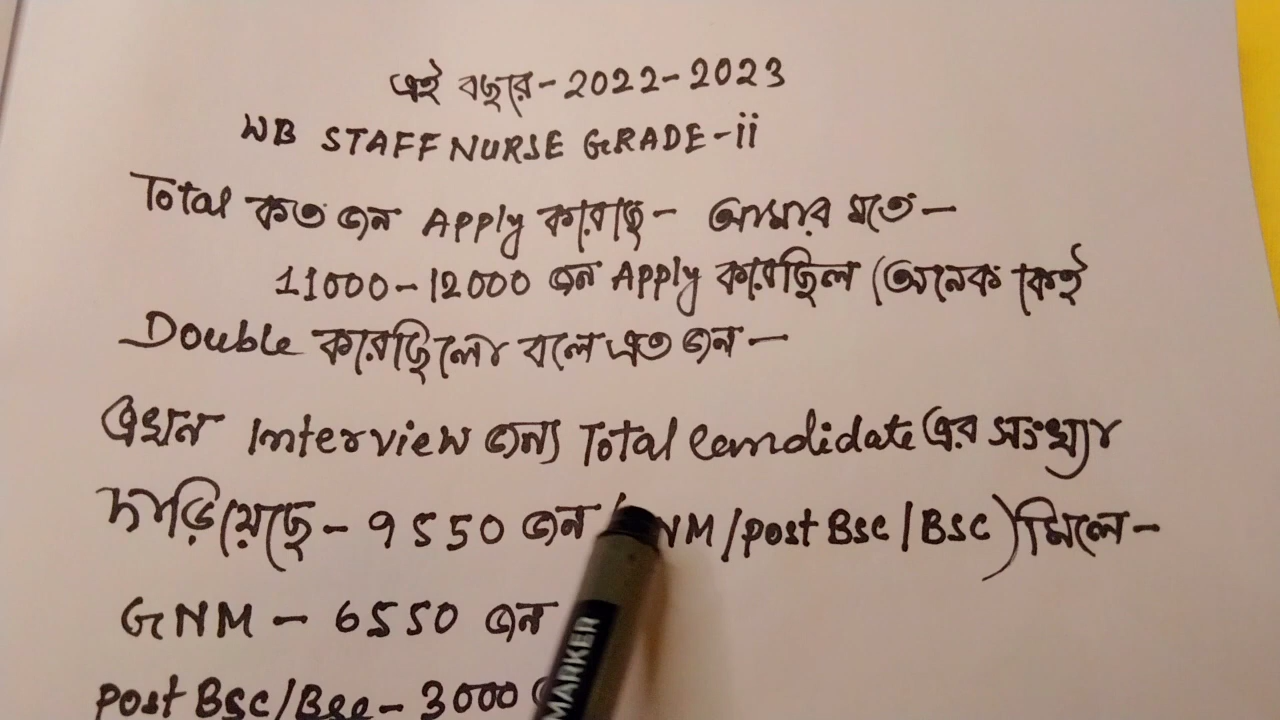 এই বছরে-2022-2023
WB STAFF NURSE GRADE-ii
Total কত জন Apply করেছে- আমার মতে-
11000-12000 জন Apply করেছিল (অনেক কেই
Double করেছিলো বলে এত জন-
এখন Interview জন্য Total Candidate এর সংখ্যা
দাড়িয়েছে-9550 জন (NM/post Bsc/BSC) মিলে-
GNM-6550 জন
post BSC/Bsc-3000
MARKER